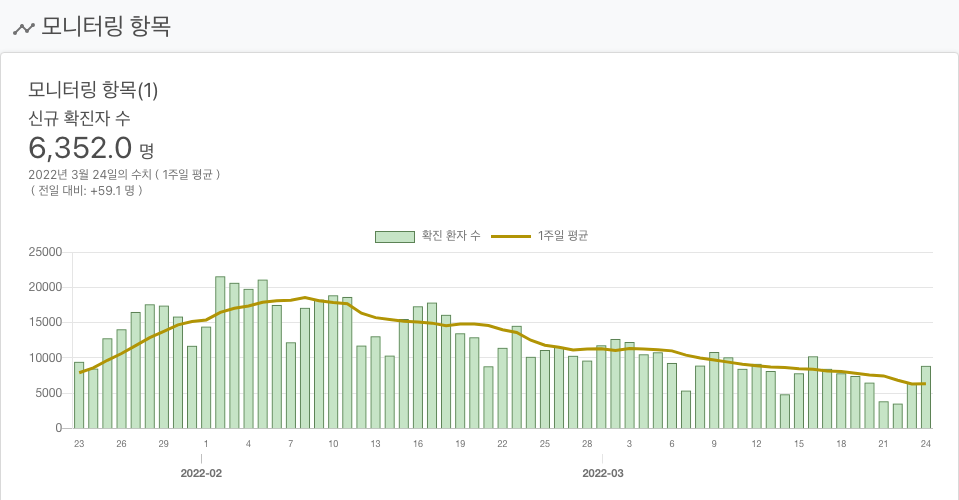 모니터링 항목
모니터링 항목(1)
신규 확진자 수
6,352.0 명
2022년 3월 24일의 수치 ( 1주일 평균 )
( 전일 대비: +59.1 명 )
확진 환자 수 1주일 평균
25000
20000
15000
10000
5000
0
23 26 29 1 4 7 10 13 16 19 22 25 28 3 6 9 12 15 18 21 24
2022-02 2022-03